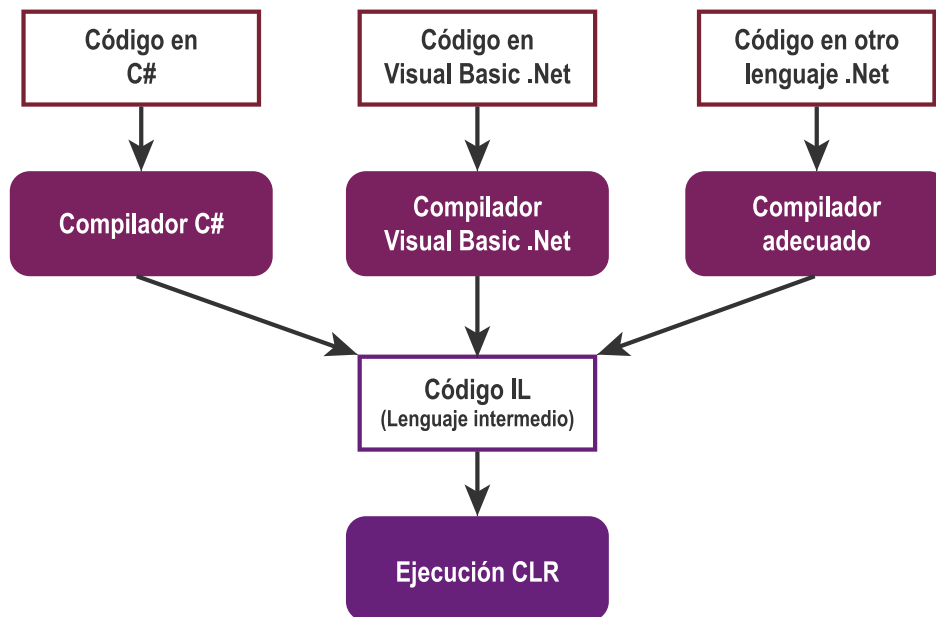 Código en
C#
Código en
Visual Basic .Net
Código en otro
lenguaje .Net
Compilador C#
Compilador
Visual Basic .Net
Compilador
adecuado
Código IL
(Lenguaje intermedio)
Ejecución CLR